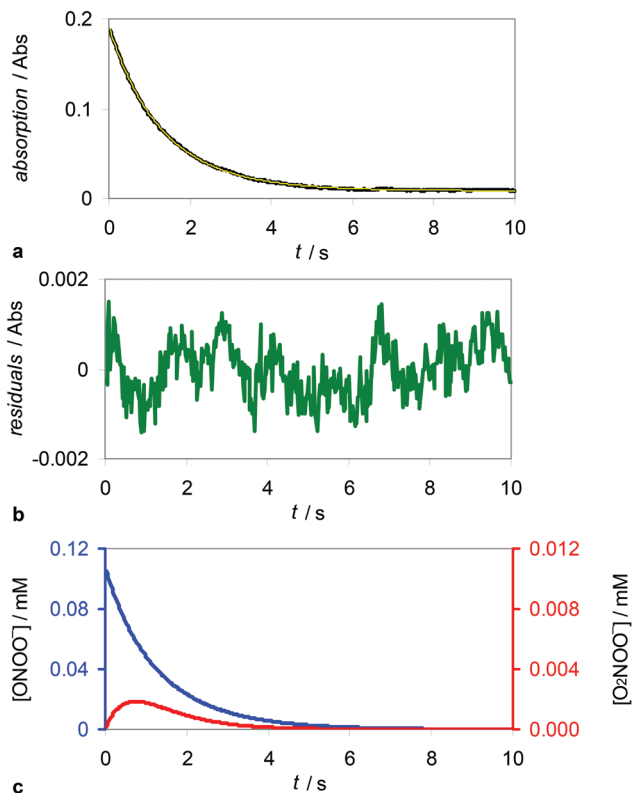 0.2
0.1
0
absorption / Abs
0 2 4 6 8 10
t / s
a
0.002
0
-0.002
residuals / Abs
0 2 4 6 8 10
t / s
b
0.12 0.012
0.08 0.008
0.04 0.004
0 0.000
[ONOO⁻] / mM
[O₂NOO⁻] / mM
0 2 4 6 8 10
t / s
c